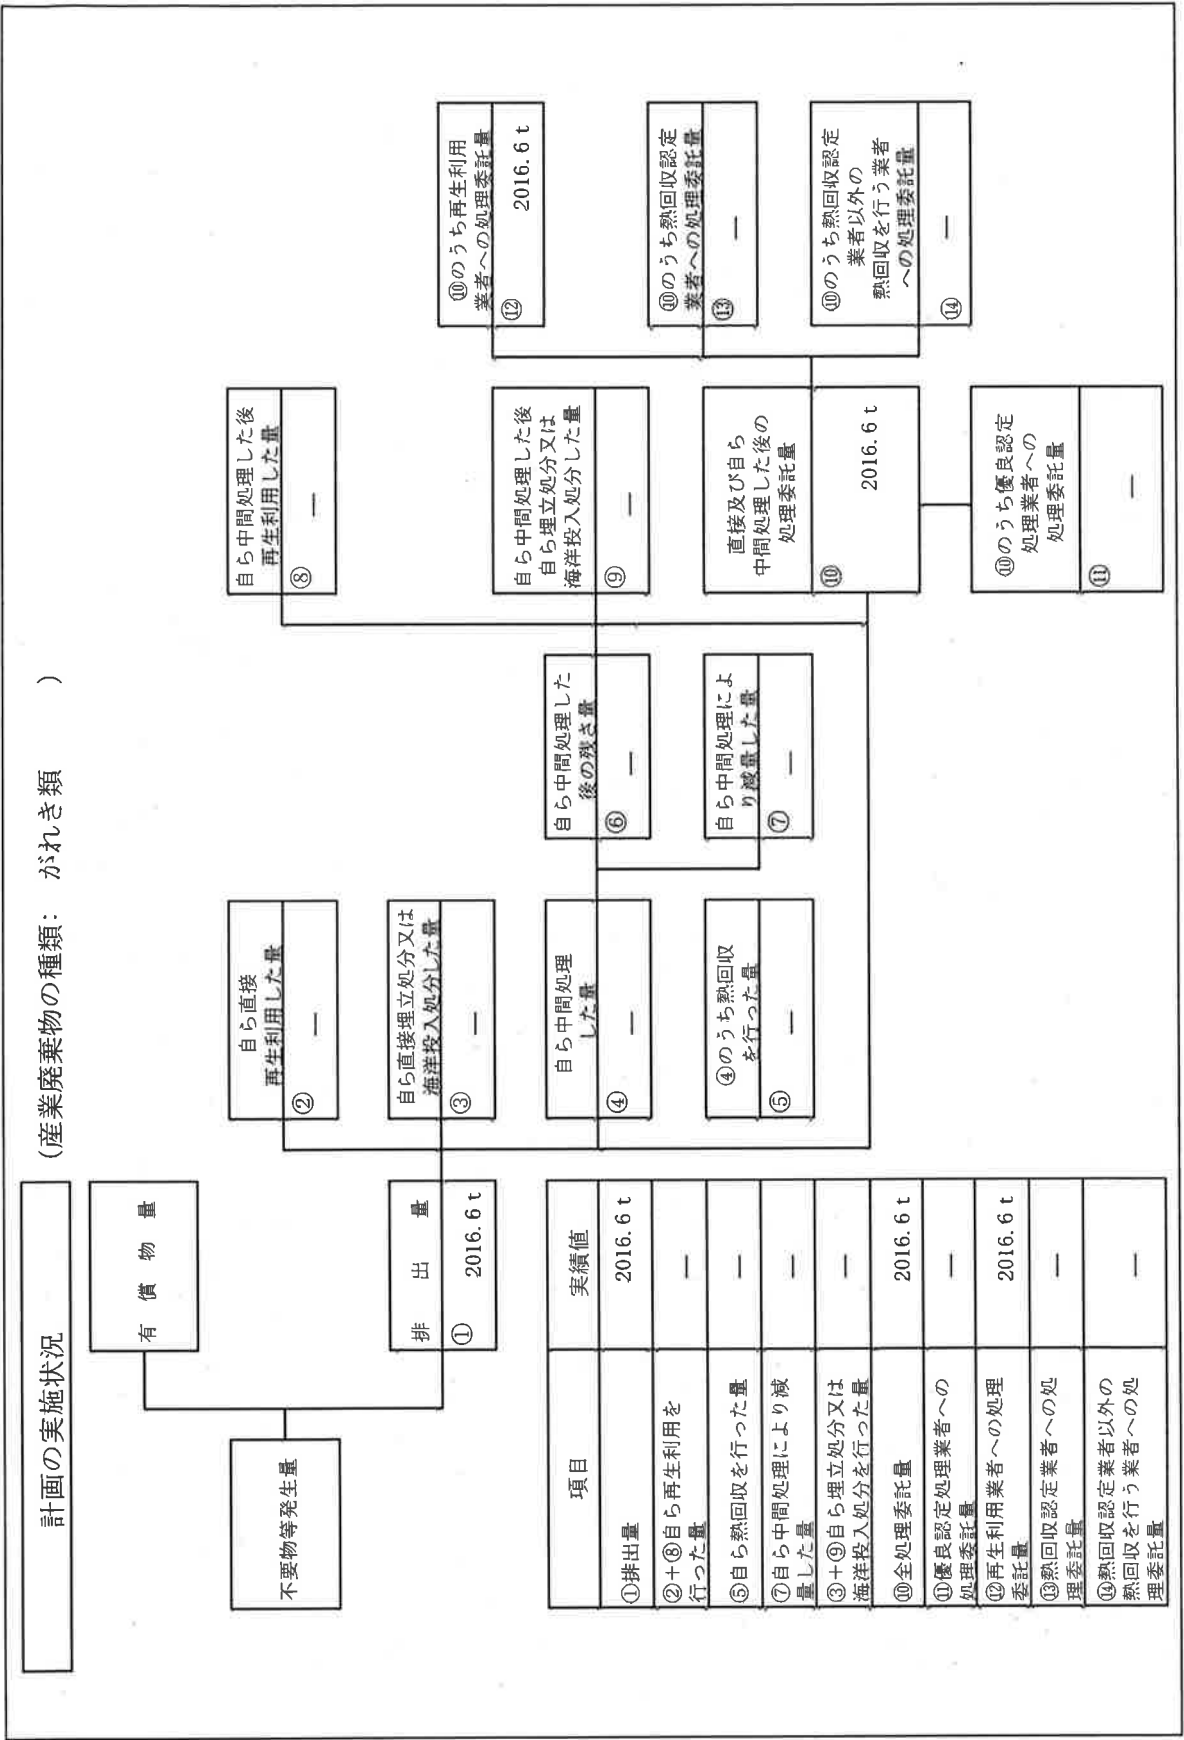 計画の実施状況
(産業廃棄物の種類： がれき類 )
不要物等発生量
有償物量
排出量
① 2016.6 t
自ら直接
再生利用した量
② —
自ら直接埋立処分又は
海洋投入処分した量
③ —
自ら中間処理
した量
④ —
④のうち熱回収
を行った量
⑤ —
自ら中間処理した
後の残さ量
⑥ —
自ら中間処理によ
り減量した量
⑦ —
自ら中間処理した後
再生利用した量
⑧ —
自ら中間処理した後
自ら埋立処分又は
海洋投入処分した量
⑨ —
直接及び自ら
中間処理した後の
処理委託量
⑩ 2016.6 t
⑩のうち優良認定
処理業者への
処理委託量
⑪ —
⑩のうち再生利用
業者への処理委託量
⑫ 2016.6 t
⑩のうち熱回収認定
業者への処理委託量
⑬ —
⑩のうち熱回収認定
業者以外の
熱回収を行う業者
への処理委託量
⑭ —
項目 実績値
①排出量 2016.6 t
②+⑧自ら再生利用を
行った量 —
⑤自ら熱回収を行った量 —
⑦自ら中間処理により減
量した量 —
③+⑨自ら埋立処分又は
海洋投入処分を行った量 —
⑩全処理委託量 2016.6 t
⑪優良認定処理業者への
処理委託量 —
⑫再生利用業者への処理
委託量 2016.6 t
⑬熱回収認定業者への処
理委託量 —
⑭熱回収認定業者以外の
熱回収を行う業者への処
理委託量 —